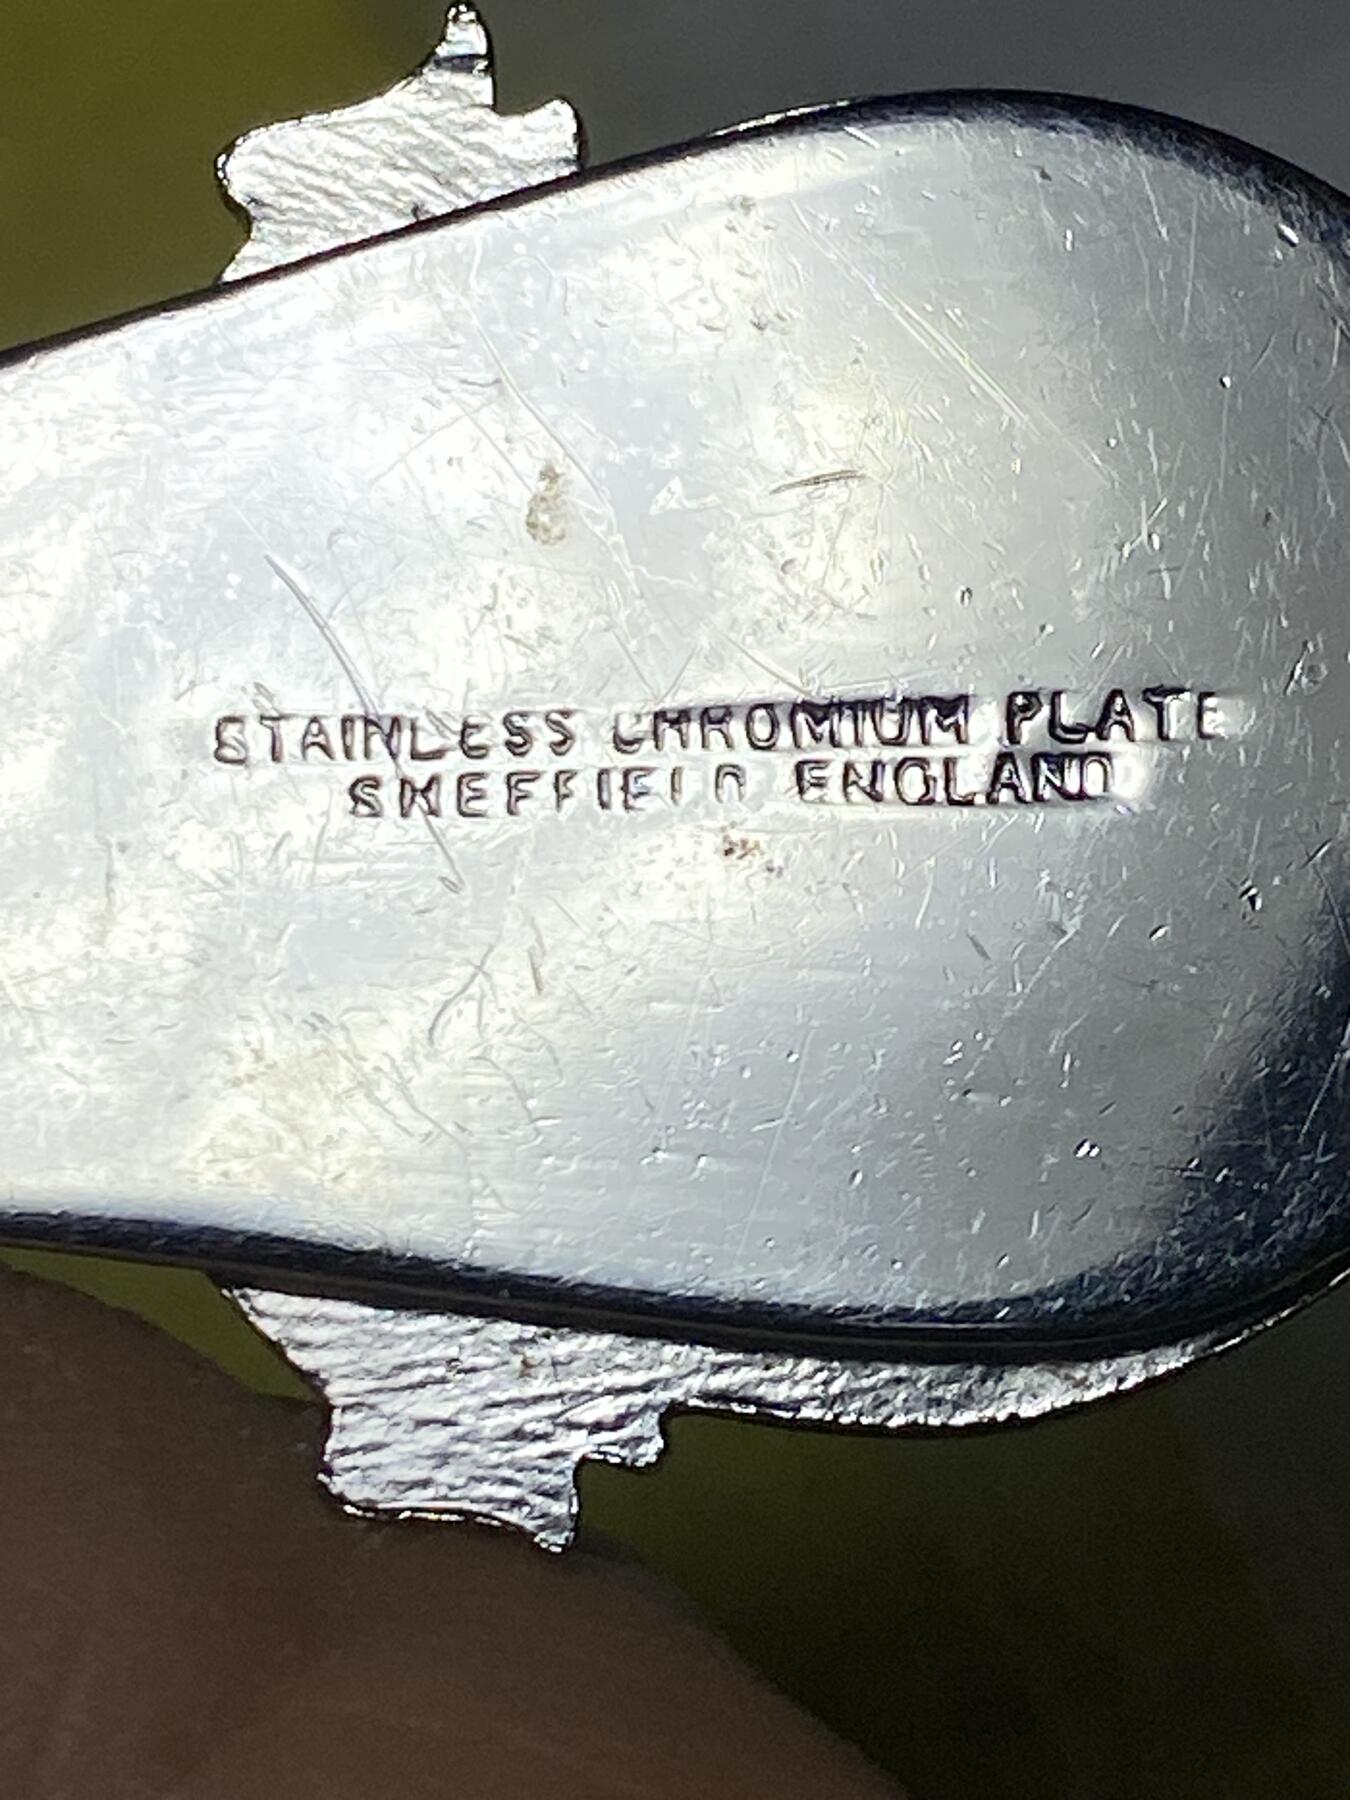 STAINLESS CHROMIUM PLATE
SHEFFIELD ENGLAND